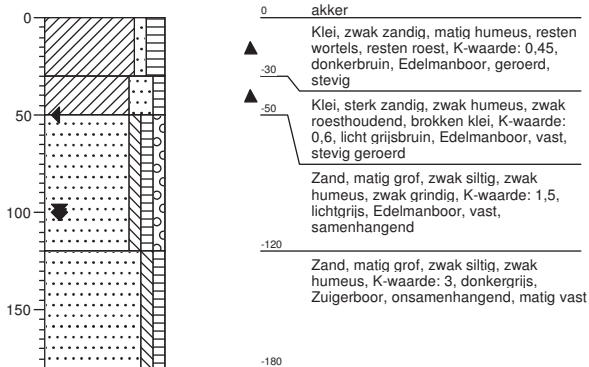 0
50
100
150
0 akker
Klei, zwak zandig, matig humeus, resten
wortels, resten roest, K-waarde: 0,45,
donkerbruin, Edelmanboor, geroerd,
stevig
-30
Klei, sterk zandig, zwak humeus, zwak
roesthoudend, brokken klei, K-waarde:
0,6, licht grijsbruin, Edelmanboor, vast,
stevig geroerd
-50
Zand, matig grof, zwak siltig, zwak
humeus, zwak grindig, K-waarde: 1,5,
lichtgrijs, Edelmanboor, vast,
samenhangend
-120
Zand, matig grof, zwak siltig, zwak
humeus, K-waarde: 3, donkergrijs,
Zuigerboor, onsamenhangend, matig vast
-180